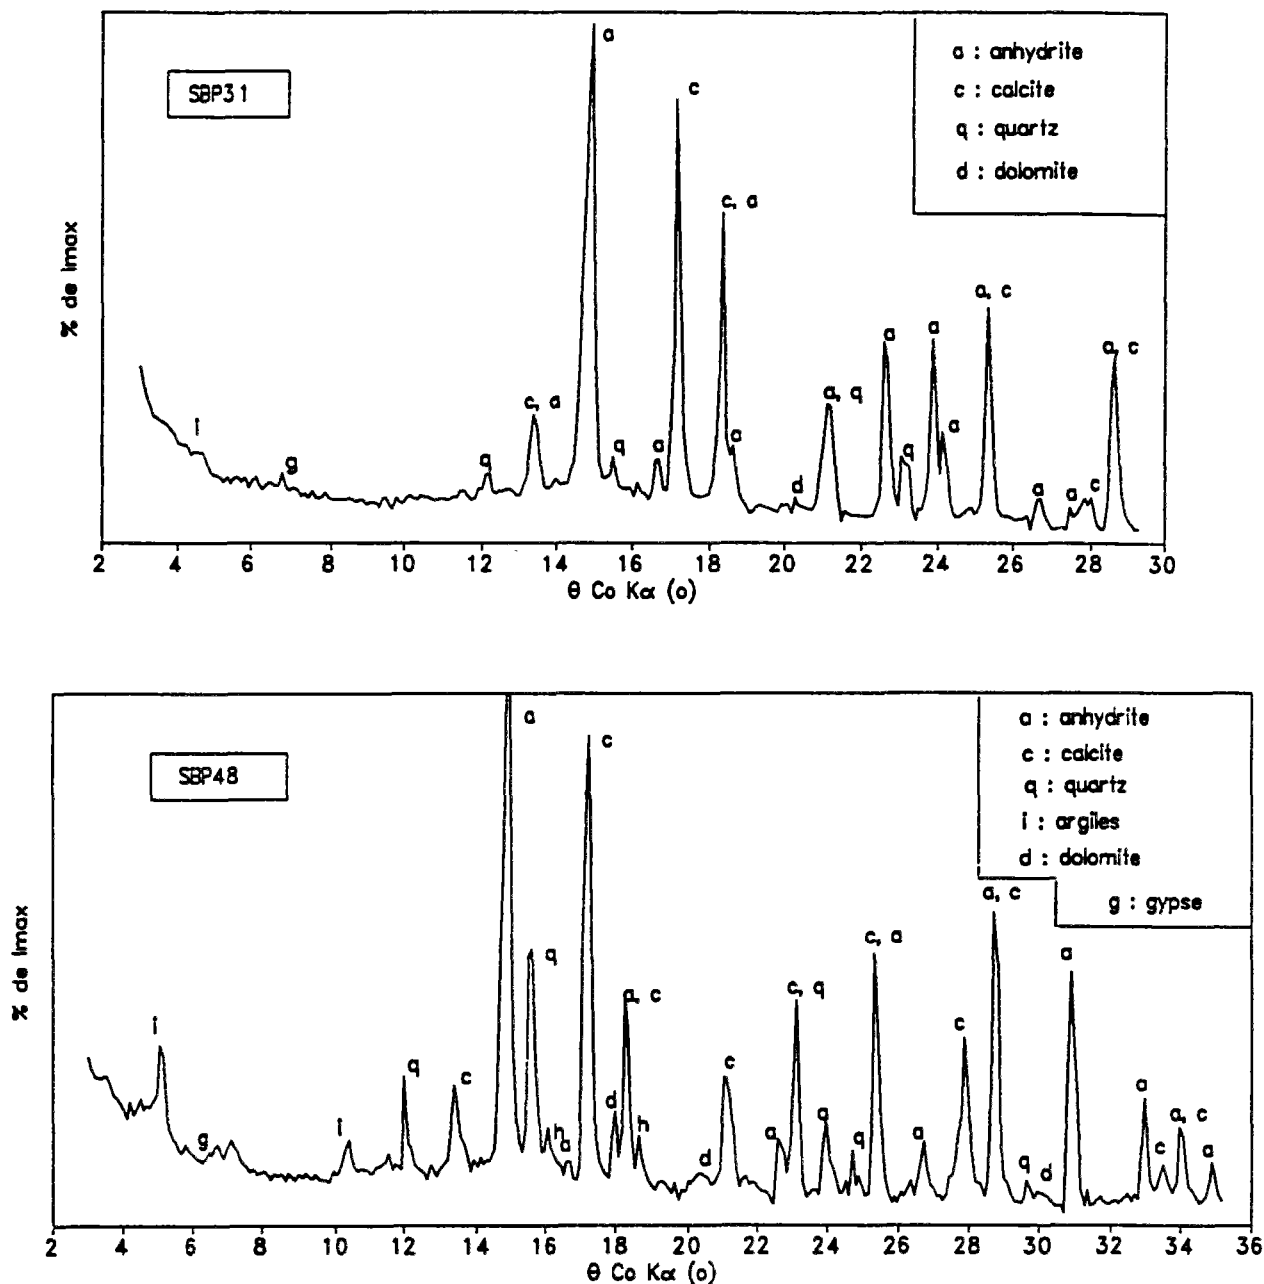 SBP31
a : anhydrite
c : calcite
q : quartz
d : dolomite
% de Imax
i
g
q
c, a
a
q
a
c
c, a
a
d
a, q
a
q
a
a
a, c
a
a
c
a, c
2 4 6 8 10 12 14 16 18 20 22 24 26 28 30
θ Co Kα (o)
SBP48
a : anhydrite
c : calcite
q : quartz
i : argiles
d : dolomite
g : gypse
% de Imax
i
g
i
q
c
a
q
h
a
c
d
a, c
h
d
c
a
c, q
a
q
c, a
a
c
a, c
q
d
a
a
c
a, c
a
2 4 6 8 10 12 14 16 18 20 22 24 26 28 30 32 34 36
θ Co Kα (o)